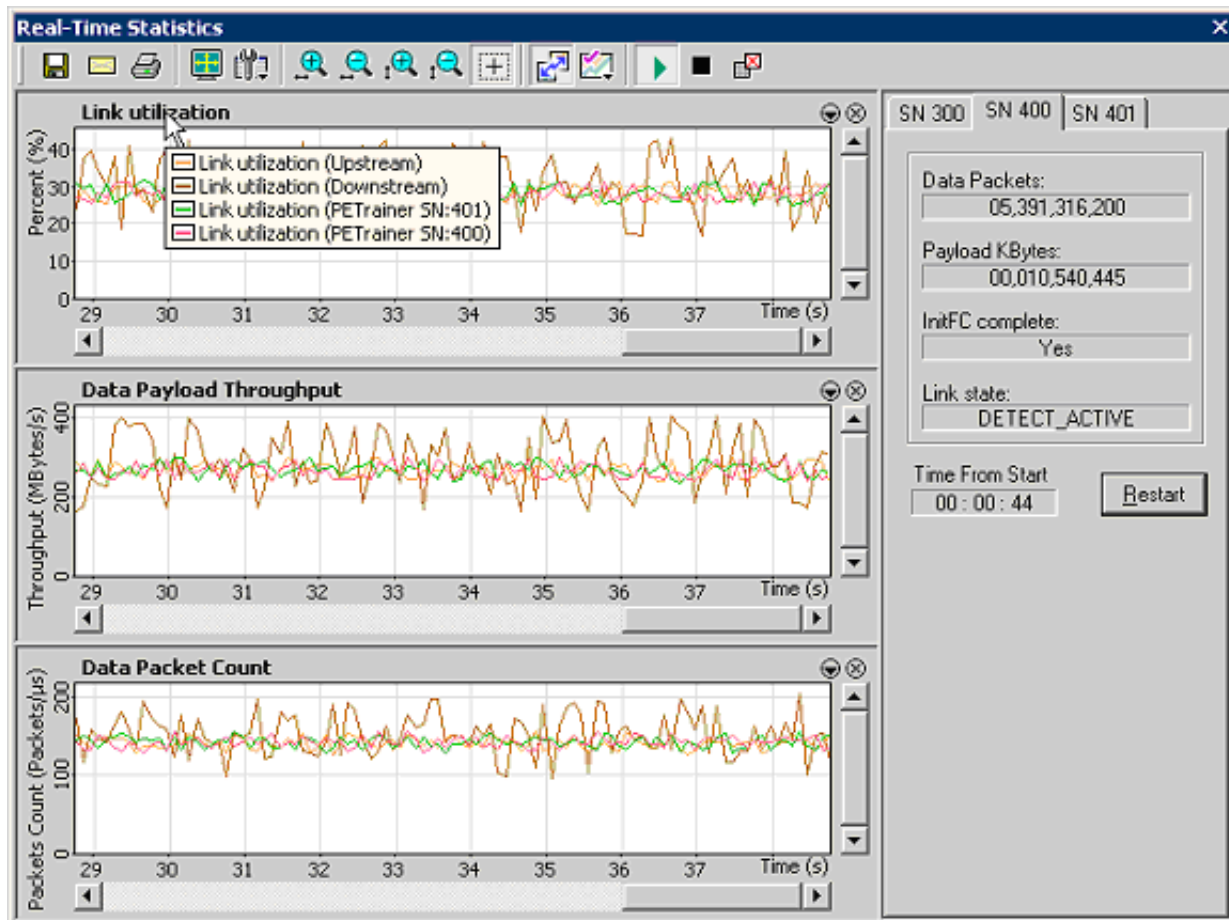 Real-Time Statistics
Link utilization
Percent (%)
40
30
20
10
0
Link utilization (Upstream)
Link utilization (Downstream)
Link utilization (PETrainer SN:401)
Link utilization (PETrainer SN:400)
29 30 31 32 33 34 35 36 37 Time (s)
Data Payload Throughput
Throughput (MBytes/s)
400
200
0
29 30 31 32 33 34 35 36 37 Time (s)
Data Packet Count
Packets Count (Packets/µs)
200
100
0
29 30 31 32 33 34 35 36 37 Time (s)
SN 300 SN 400 SN 401
Data Packets:
05,391,316,200
Payload KBytes:
00,010,540,445
InitFC complete:
Yes
Link state:
DETECT_ACTIVE
Time From Start
00 : 00 : 44
Restart